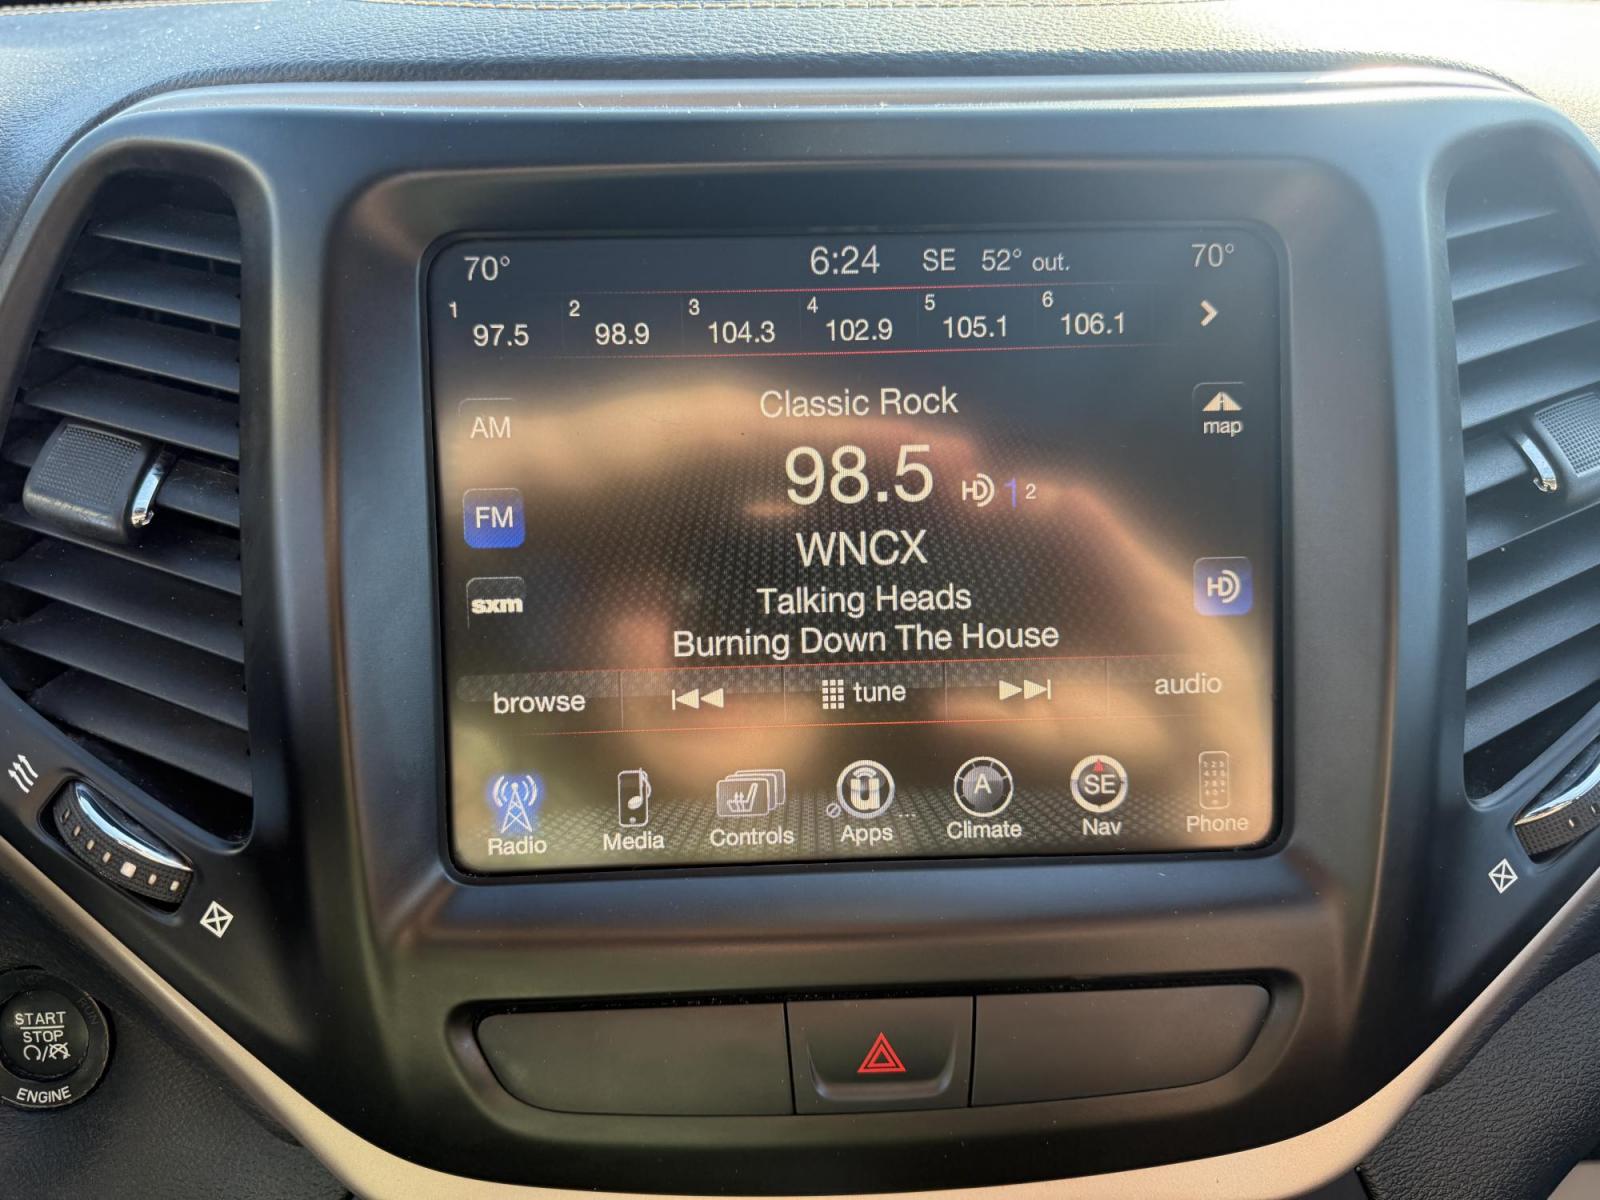 70° 6:24 SE 52° out. 70°
1 97.5 2 98.9 3 104.3 4 102.9 5 105.1 6 106.1
Classic Rock
AM
map
98.5 HD 1 2
FM
WNCX
HD
Talking Heads
sxm
Burning Down The House
browse tune audio
A
SE
Radio Media Controls Apps ... Climate Nav Phone
START
STOP
RUN
ENGINE